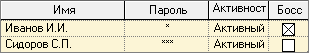 Имя Пароль Активност Босс
Иванов И.И. * Активный
Сидоров С.П. *** Активный